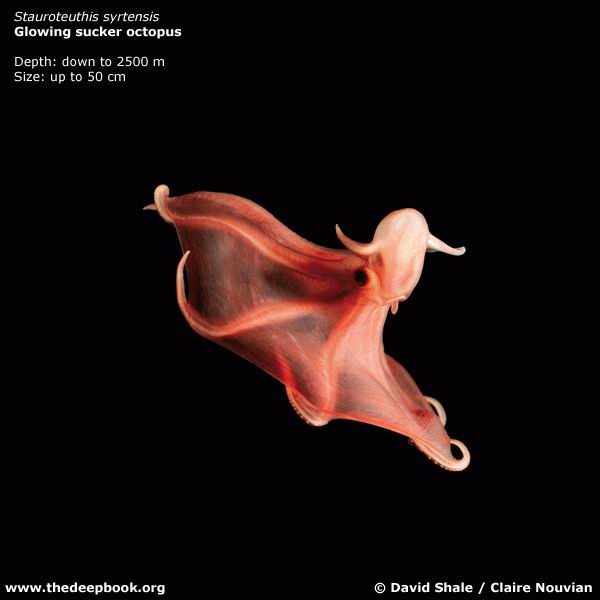 Stauroteuthis syrtensis
Glowing sucker octopus
Depth: down to 2500 m
Size: up to 50 cm
www.thedeepbook.org
© David Shale / Claire Nouvian